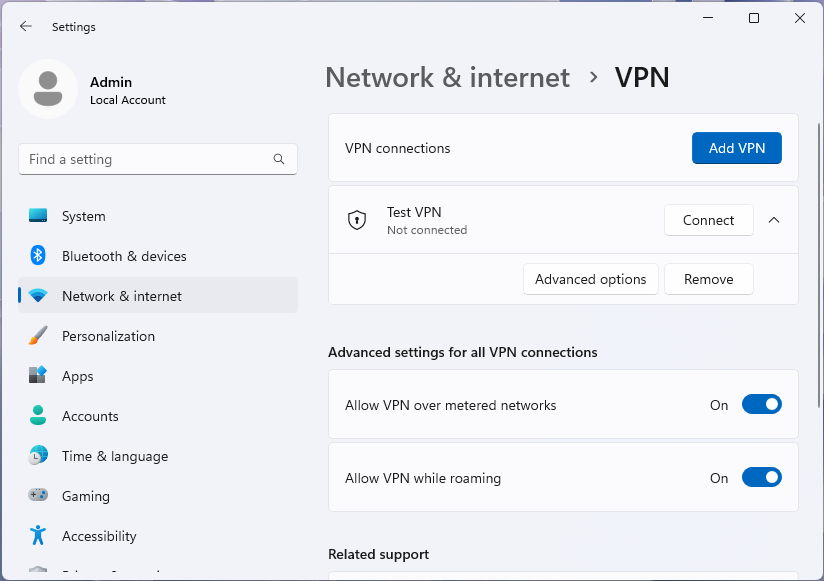 Settings
Admin
Local Account
Find a setting
System
Bluetooth & devices
Network & internet
Personalization
Apps
Accounts
Time & language
Gaming
Accessibility
Network & internet > VPN
VPN connections
Add VPN
Test VPN
Not connected
Connect
Advanced options
Remove
Advanced settings for all VPN connections
Allow VPN over metered networks
On
Allow VPN while roaming
On
Related support